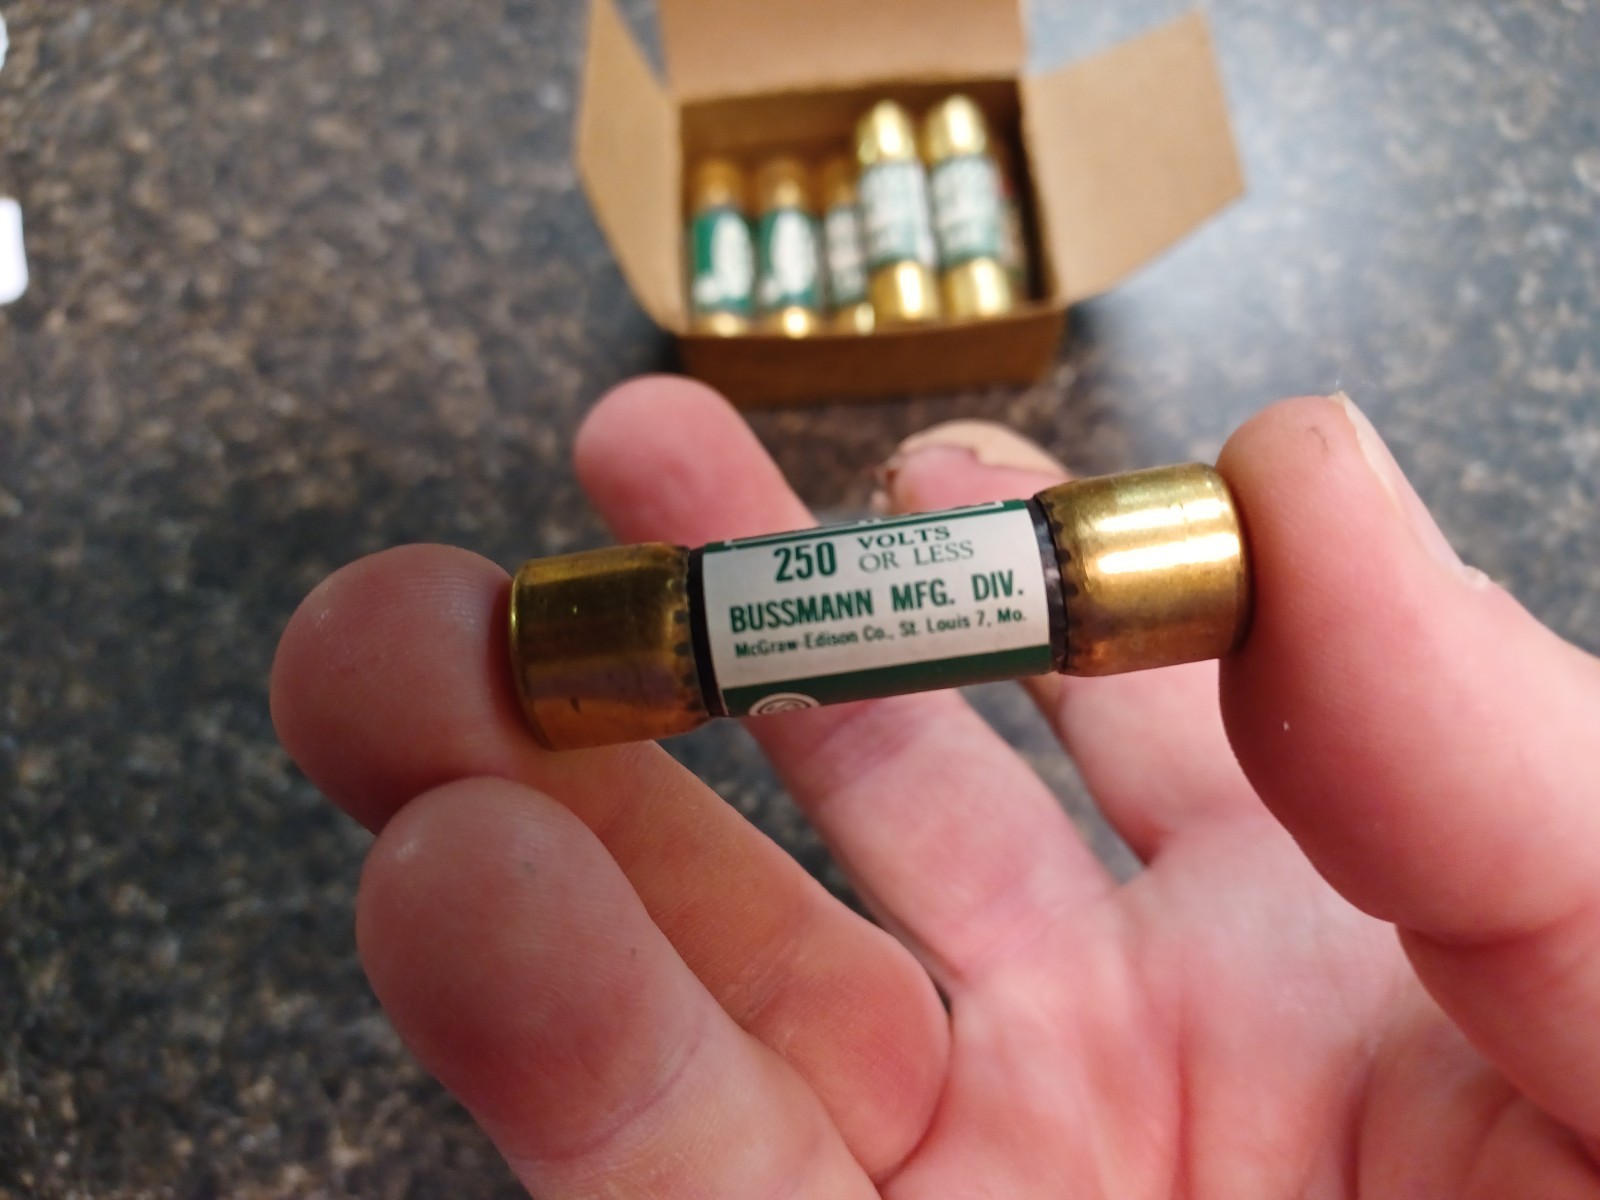 250 VOLTS
OR LESS
BUSSMANN MFG. DIV.
McGraw-Edison Co., St. Louis 7, Mo.